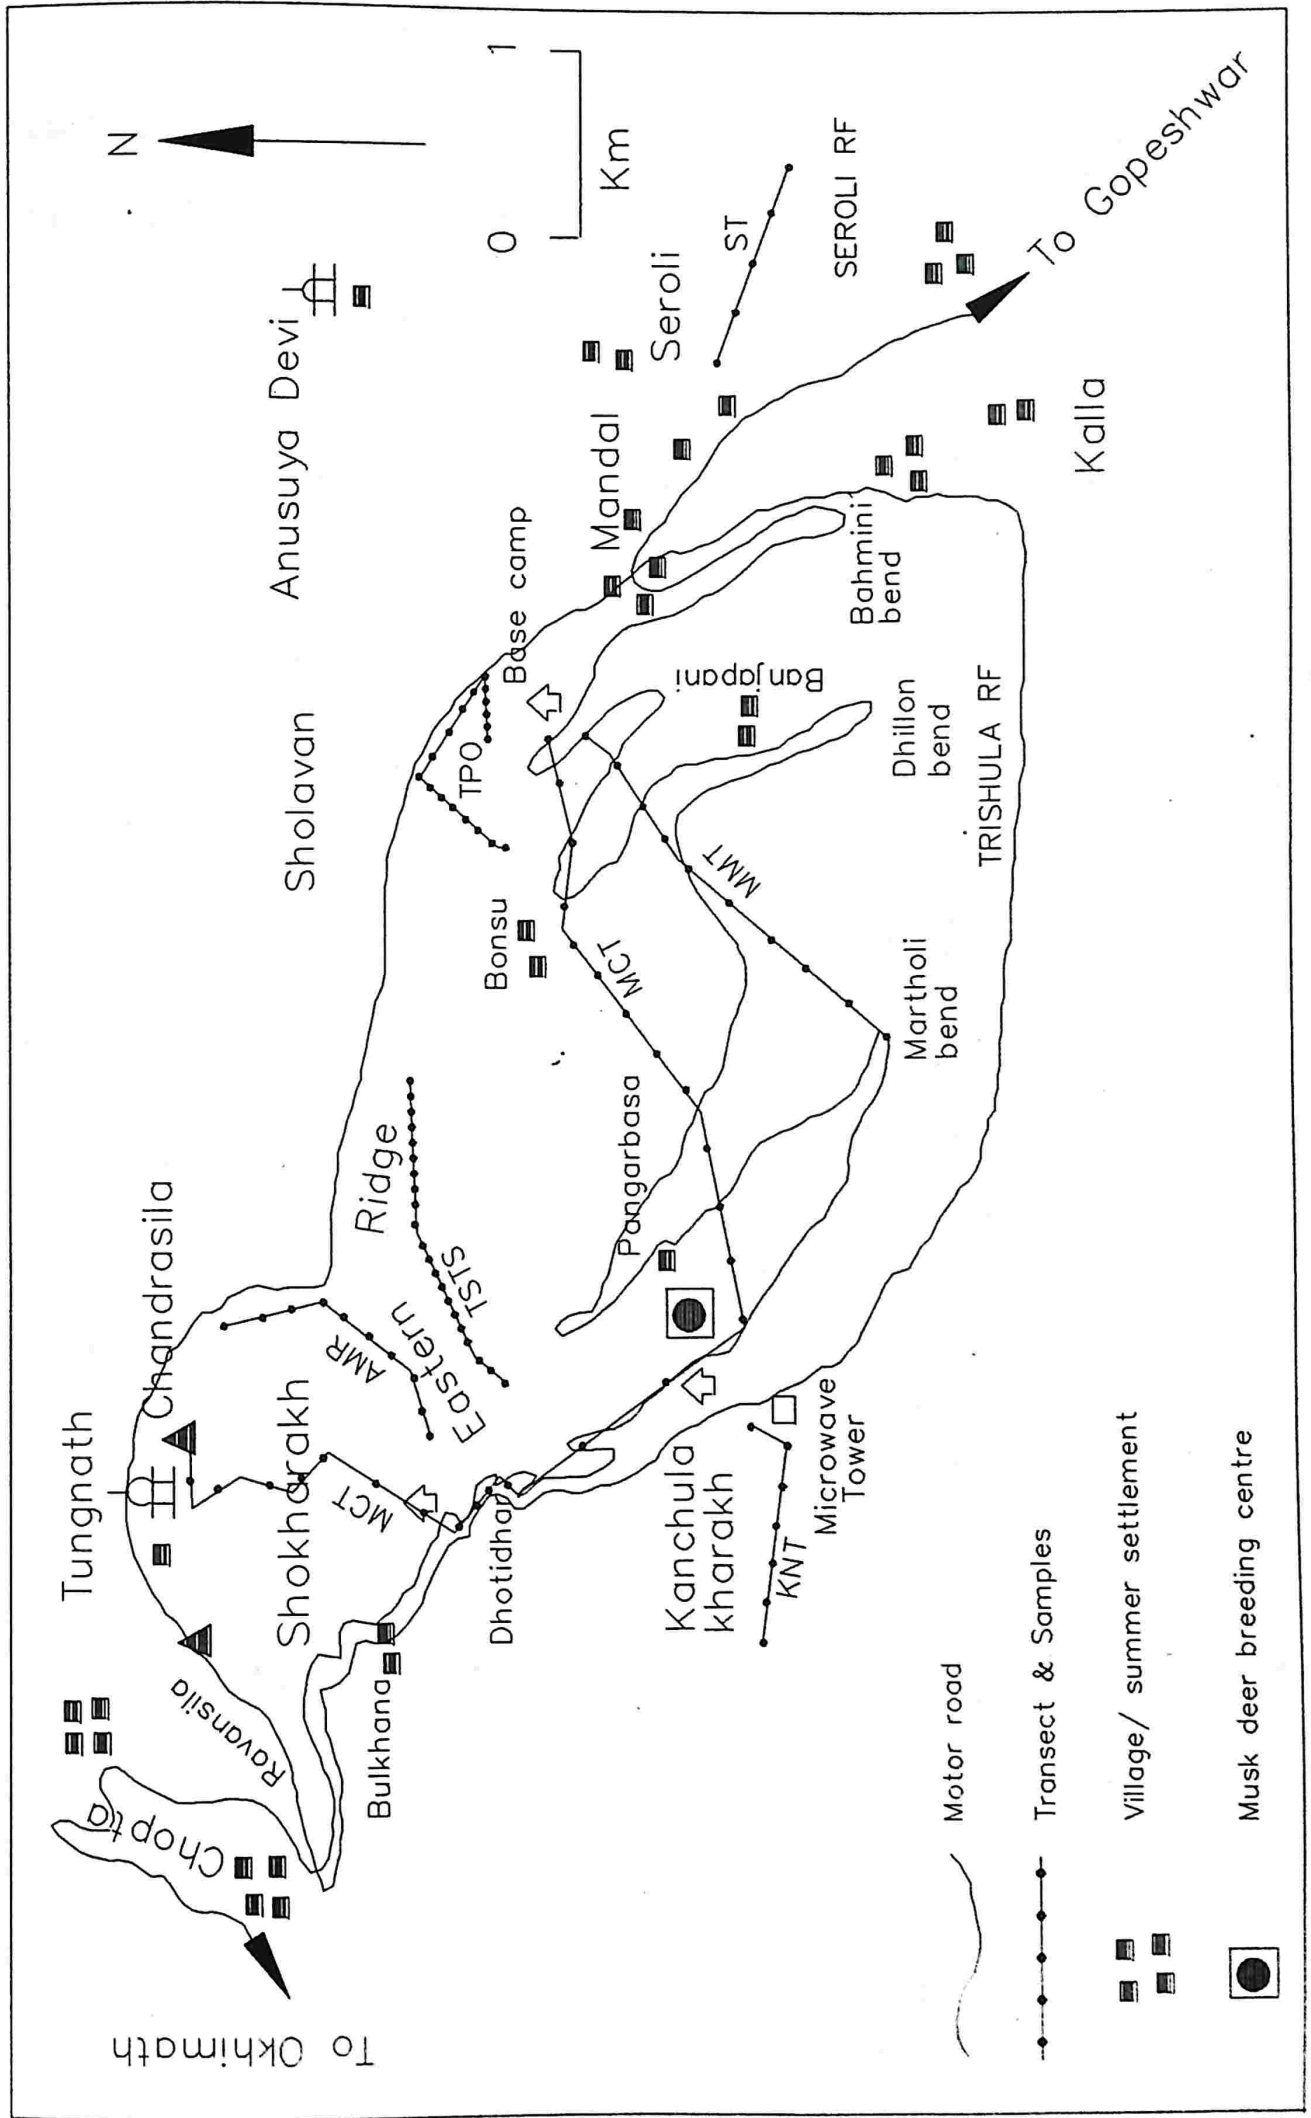 N
0 1
Km
Tungnath
Chandrasila
Anusuya Devi
Sholavan
Ravansila
Chopta
To Okhimath
Shokharakh
AMR
Eastern
Ridge
TSTS
MCT
Bulkhana
Dhotidhar
Bonsu
TPO
Base camp
Mandal
Seroli
ST
SEROLI RF
To Gopeshwar
MCT
Pangarbasa
Banjapani
MMT
Bahmini
bend
Dhillon
bend
Martholi
bend
Kalla
TRISHULA RF
Kanchula
kharakh
KNT
Microwave
Tower
Motor road
Transect & Samples
Village/ summer settlement
Musk deer breeding centre